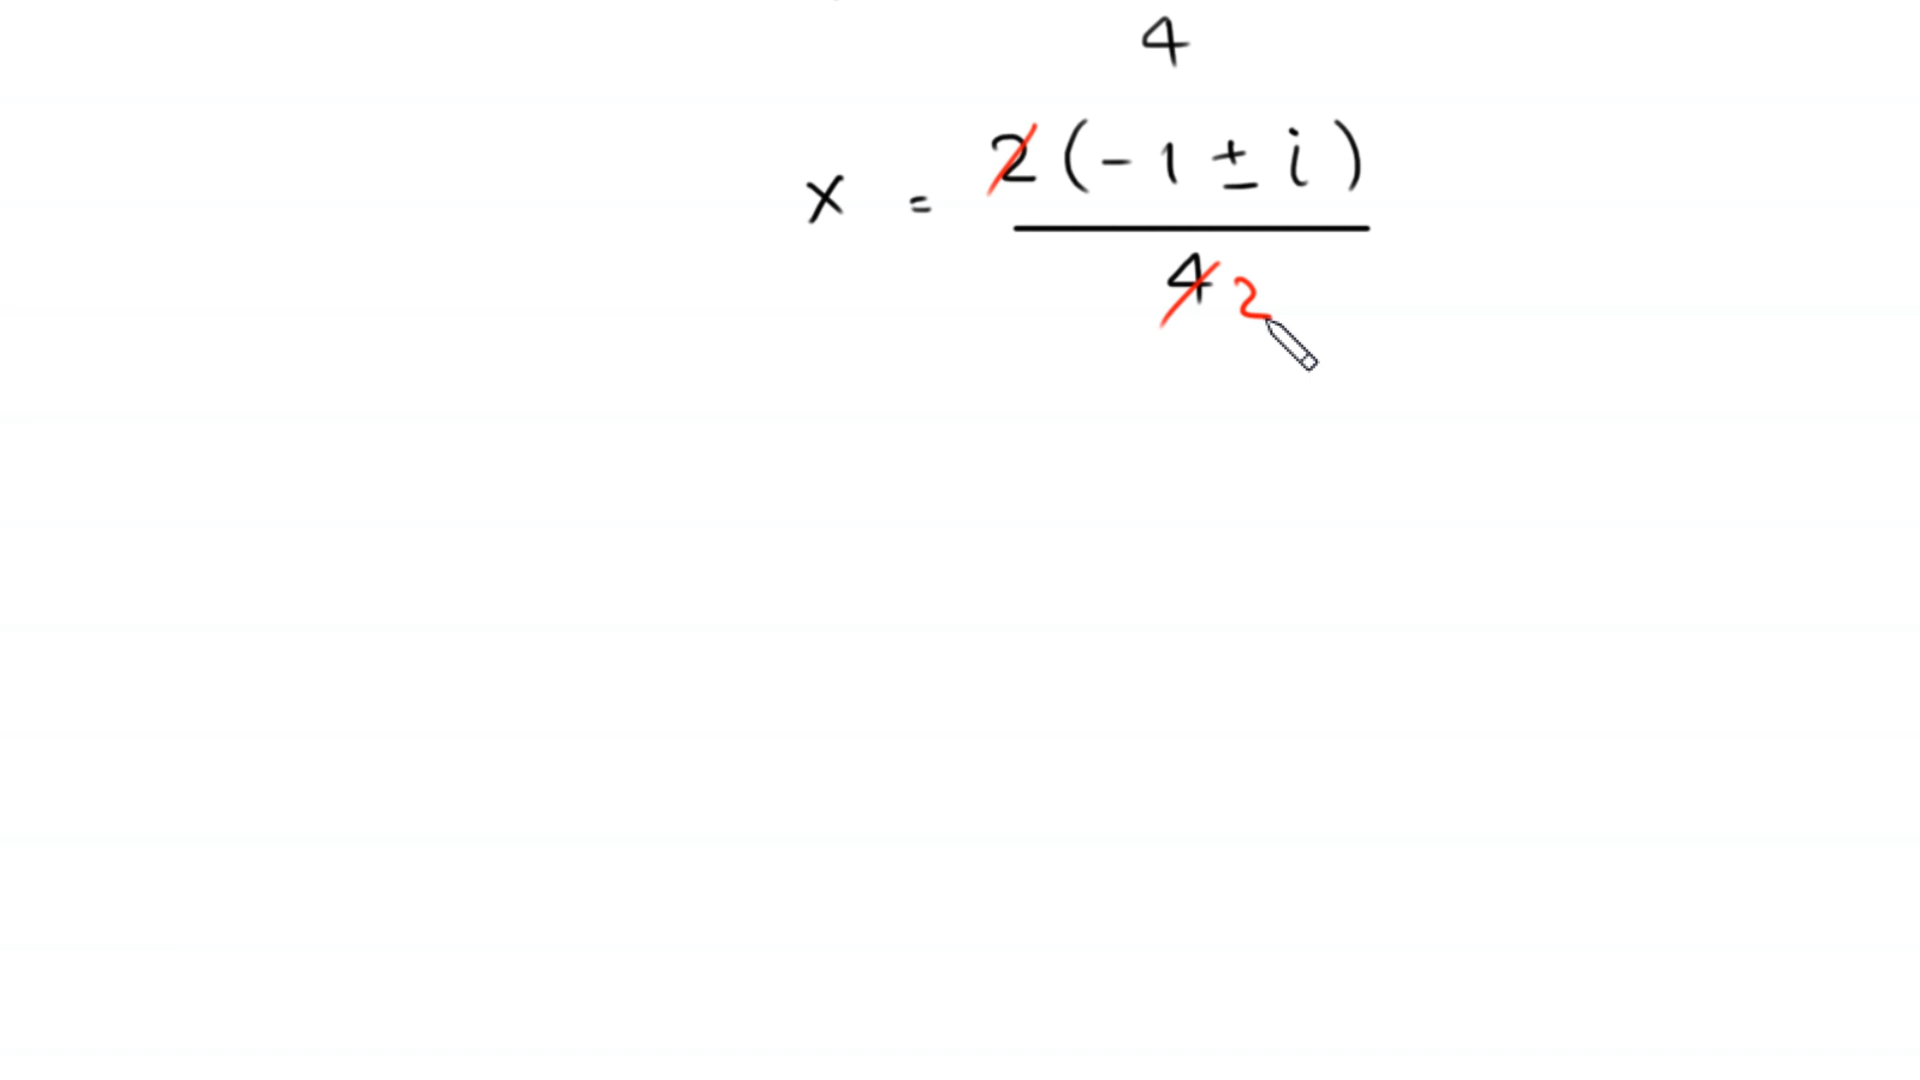 4
x = 2(-1 ± i)
4 2